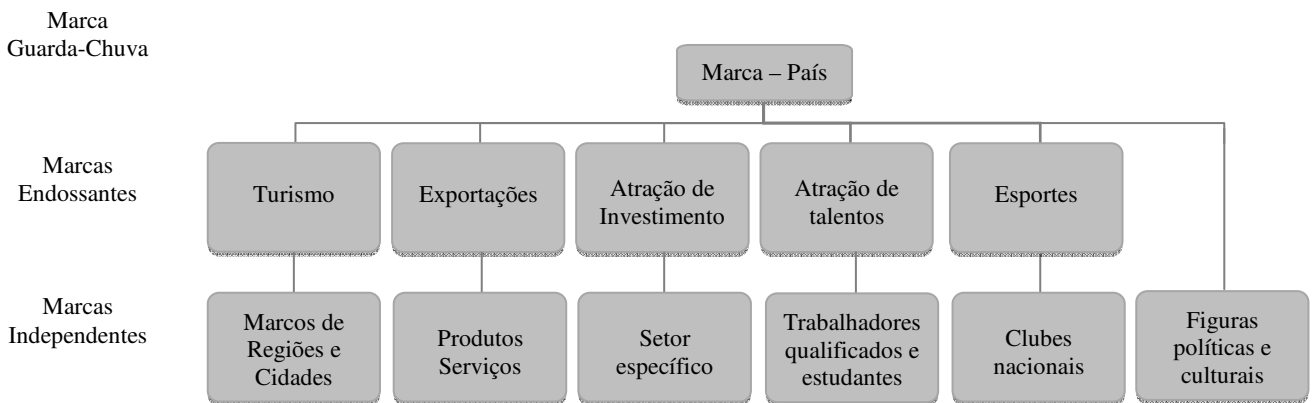 Marca
Guarda-Chuva
Marca – País
Marcas
Endossantes
Turismo
Exportações
Atração de
Investimento
Atração de
talentos
Esportes
Marcas
Independentes
Marcos de
Regiões e
Cidades
Produtos
Serviços
Setor
específico
Trabalhadores
qualificados e
estudantes
Clubes
nacionais
Figuras
políticas e
culturais